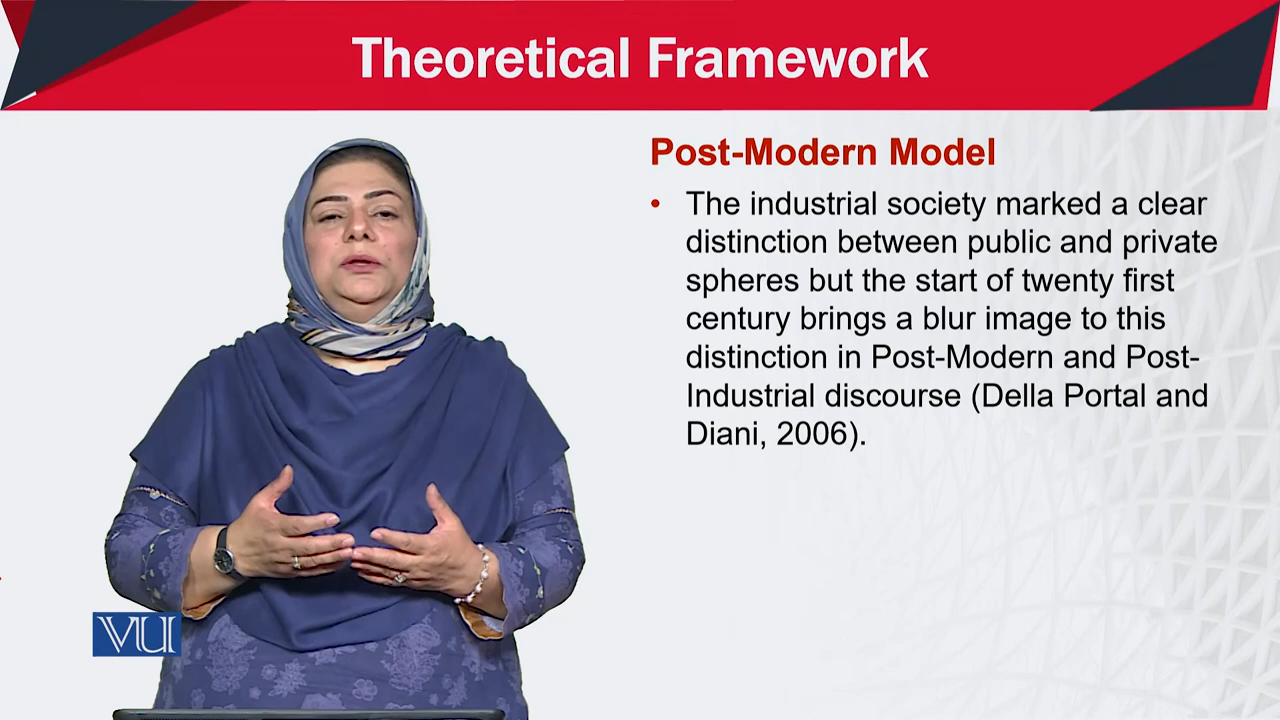 Theoretical Framework
Post-Modern Model
• The industrial society marked a clear
distinction between public and private
spheres but the start of twenty first
century brings a blur image to this
distinction in Post-Modern and Post-
Industrial discourse (Della Portal and
Diani, 2006).
VU